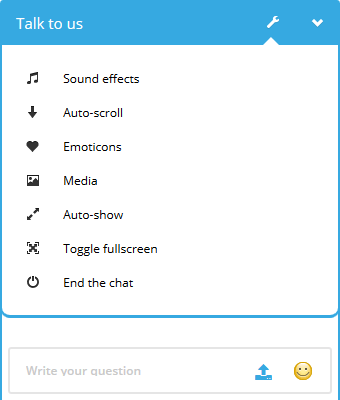 Talk to us
Sound effects
Auto-scroll
Emoticons
Media
Auto-show
Toggle fullscreen
End the chat
Write your question